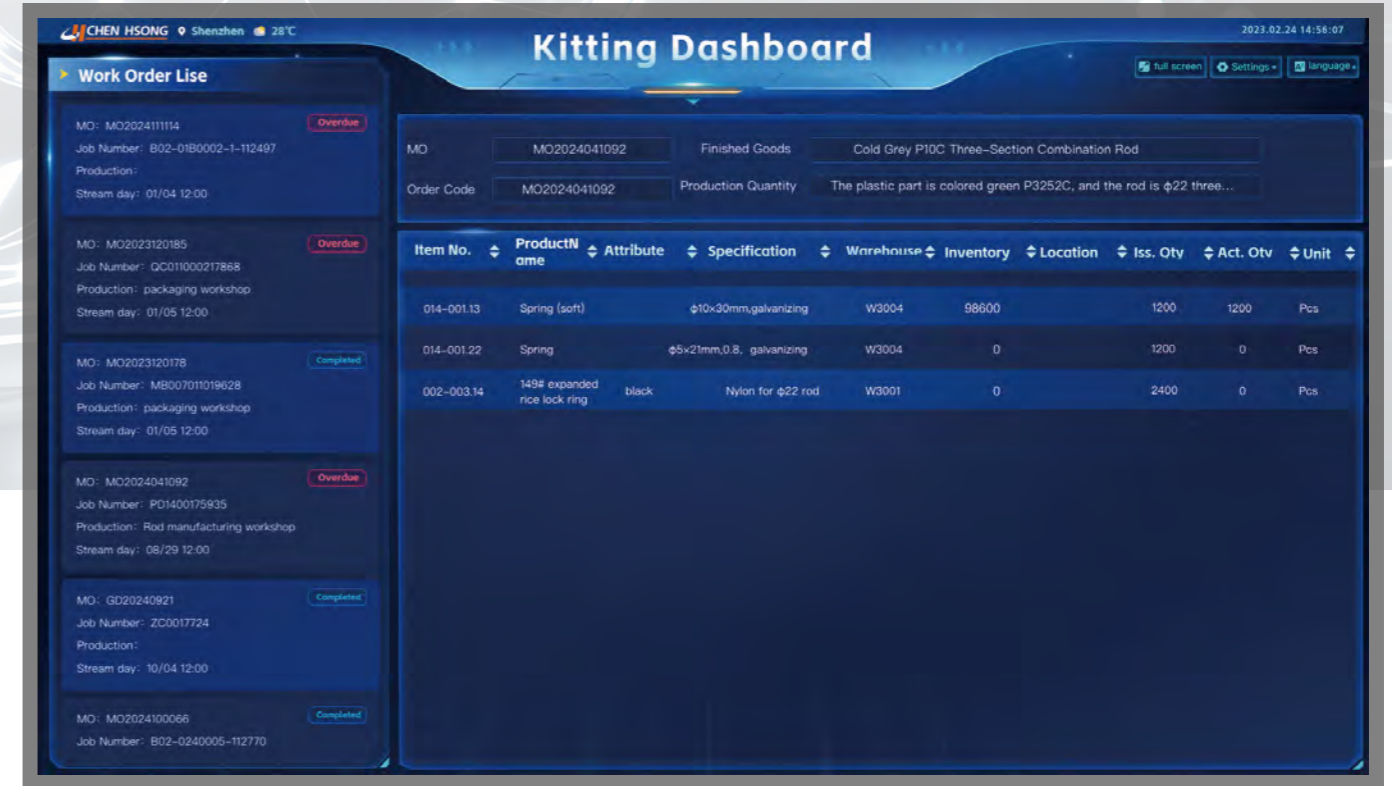 CHEN HSONG Shenzhen 28°C
Kitting Dashboard
2023.02.24 14:56:07
full screen Settings language
Work Order Lise
MO: MO2024111114 Overdue
Job Number: B02-01B0002-1-112497
Production:
Stream day: 01/04 12:00
MO: MO2023120185 Overdue
Job Number: QC011000217868
Production: packaging workshop
Stream day: 01/05 12:00
MO: MO2023120178 Completed
Job Number: MB007011019628
Production: packaging workshop
Stream day: 01/05 12:00
MO: MO2024041092 Overdue
Job Number: PD1400175935
Production: Rod manufacturing workshop
Stream day: 08/29 12:00
MO: GD20240921 Completed
Job Number: ZC0017724
Production:
Stream day: 10/04 12:00
MO: MO2024100066 Completed
Job Number: B02-0240005-112770
MO MO2024041092 Finished Goods Cold Grey P10C Three-Section Combination Rod
Order Code MO2024041092 Production Quantity The plastic part is colored green P3252C, and the rod is ф22 three...
Item No. ProductN Attribute Specification Warehouse Inventory Location Iss. Qty Act. Qty Unit
ame
014-001.13 Spring (soft) ф10×30mm,galvanizing W3004 98600 1200 1200 Pcs
014-001.22 Spring ф5×21mm,0.8, galvanizing W3004 0 1200 0 Pcs
002-003.14 149# expanded black Nylon for ф22 rod W3001 0 2400 0 Pcs
rice lock ring